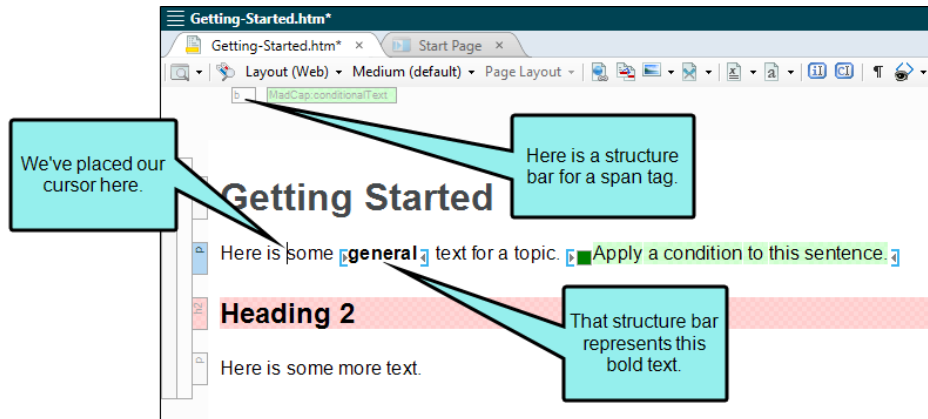 Getting-Started.htm*
Getting-Started.htm* × Start Page ×
Layout (Web) Medium (default) Page Layout
b MadCap:conditionalText
We've placed our
cursor here.
Here is a structure
bar for a span tag.
Getting Started
p
Here is some general text for a topic. Apply a condition to this sentence.
h2
Heading 2
That structure bar
represents this
bold text.
p
Here is some more text.